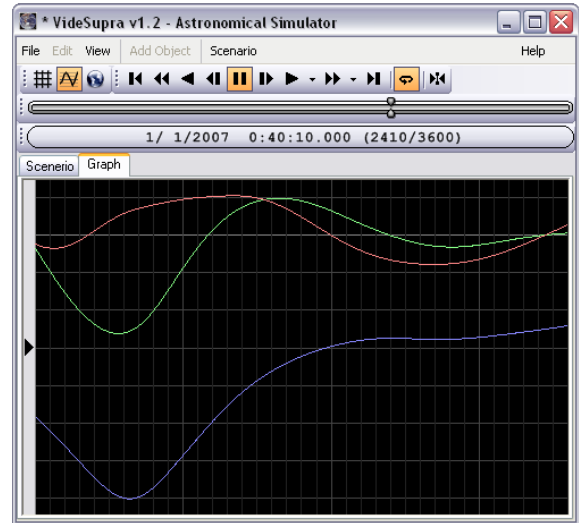 * VideSupra v1.2 - Astronomical Simulator
File Edit View Add Object Scenario Help
1/ 1/2007 0:40:10.000 (2410/3600)
Scenerio Graph